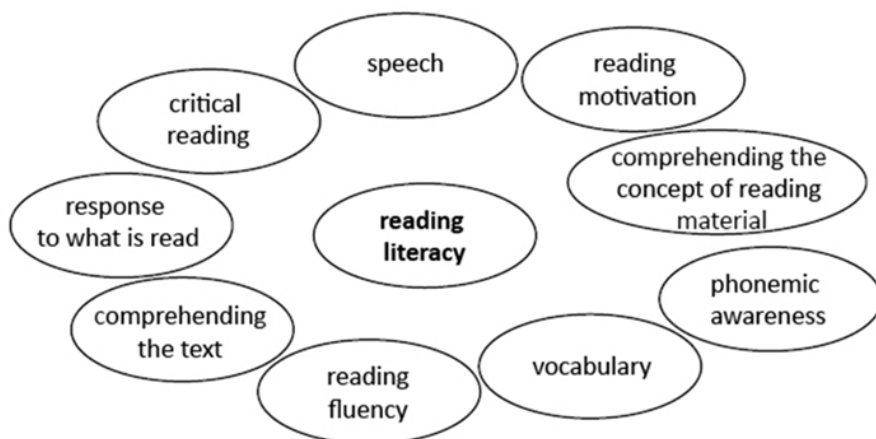 speech
reading
motivation
critical
reading
comprehending the
concept of reading
material
response
to what is read
reading
literacy
phonemic
awareness
comprehending
the text
vocabulary
reading
fluency